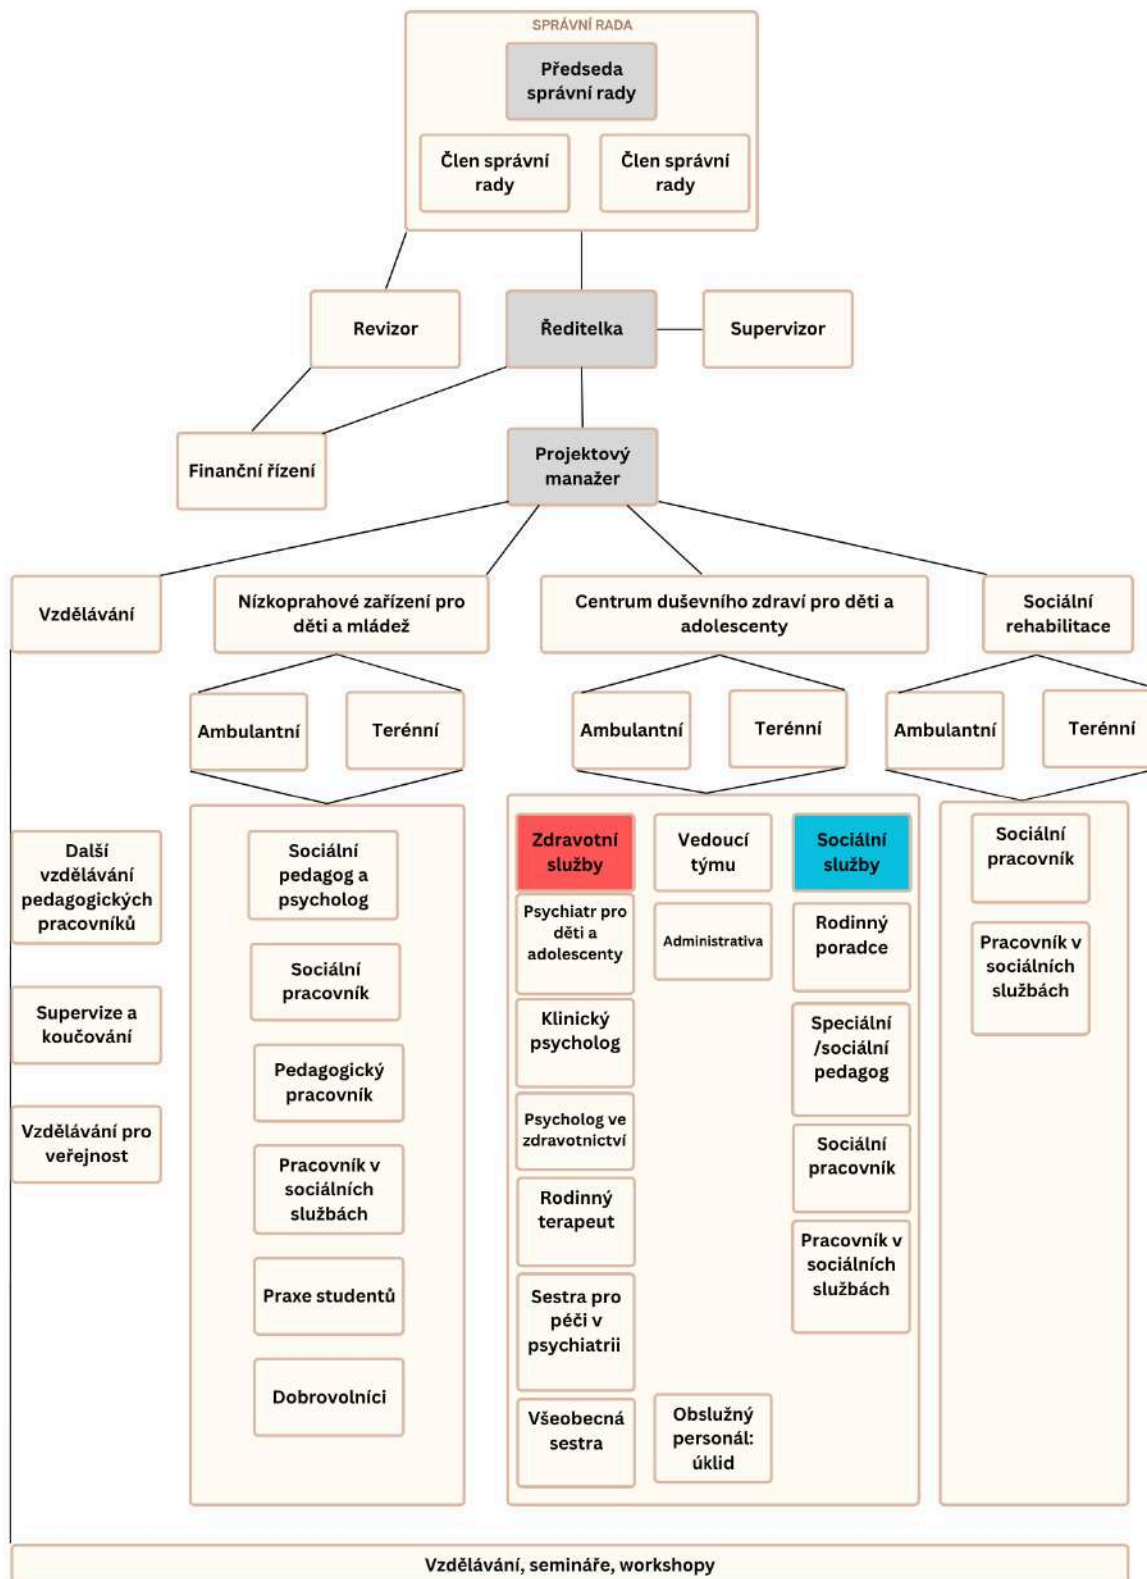 SPRÁVNÍ RADA
Předseda
správní rady
Člen správní
rady
Člen správní
rady
Revizor
Ředitelka
Supervizor
Finanční řízení
Projektový
manažer
Vzdělávání
Nízkoprahové zařízení pro
děti a mládež
Centrum duševního zdraví pro děti a
adolescenty
Sociální
rehabilitace
Ambulantní
Terénní
Ambulantní
Terénní
Ambulantní
Terénní
Další
vzdělávání
pedagogických
pracovníků
Supervize a
koučování
Vzdělávání pro
veřejnost
Sociální
pedagog a
psycholog
Sociální
pracovník
Pedagogický
pracovník
Pracovník v
sociálních
službách
Praxe studentů
Dobrovolníci
Zdravotní
služby
Psychiatr pro
děti a
adolescenty
Klinický
psycholog
Psycholog ve
zdravotnictví
Rodinný
terapeut
Sestra pro
péči v
psychiatrii
Všeobecná
sestra
Vedoucí
týmu
Administrativa
Obslužný
personál:
úklid
Sociální
služby
Rodinný
poradce
Speciální
/sociální
pedagog
Sociální
pracovník
Pracovník v
sociálních
službách
Sociální
pracovník
Pracovník v
sociálních
službách
Vzdělávání, semináře, workshopy